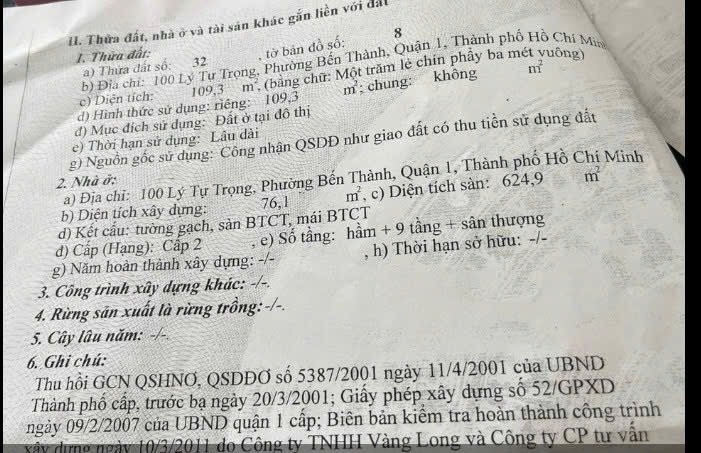 II. Thửa đất, nhà ở và tài sản khác gắn liền với đất
1. Thửa đất:
a) Thửa đất số: 32 , tờ bản đồ số: 8
b) Địa chỉ: 100 Lý Tự Trọng, Phường Bến Thành, Quận 1, Thành phố Hồ Chí Minh
c) Diện tích: 109,3 m², (bằng chữ: Một trăm lẻ chín phẩy ba mét vuông)
d) Hình thức sử dụng: riêng: 109,3 m²; chung: không m²
đ) Mục đích sử dụng: Đất ở tại đô thị
e) Thời hạn sử dụng: Lâu dài
g) Nguồn gốc sử dụng: Công nhận QSDĐ như giao đất có thu tiền sử dụng đất
2. Nhà ở:
a) Địa chỉ: 100 Lý Tự Trọng, Phường Bến Thành, Quận 1, Thành phố Hồ Chí Minh
b) Diện tích xây dựng: 76,1 m², c) Diện tích sàn: 624,9 m²
d) Kết cấu: tường gạch, sàn BTCT, mái BTCT
đ) Cấp (Hạng): Cấp 2 , e) Số tầng: hầm + 9 tầng + sân thượng
g) Năm hoàn thành xây dựng: -/- , h) Thời hạn sở hữu: -/-
3. Công trình xây dựng khác: -/-.
4. Rừng sản xuất là rừng trồng: -/-.
5. Cây lâu năm: -/-.
6. Ghi chú:
Thu hồi GCN QSHNƠ, QSDĐƠ số 5387/2001 ngày 11/4/2001 của UBND
Thành phố cấp, trước bạ ngày 20/3/2001; Giấy phép xây dựng số 52/GPXD
ngày 09/2/2007 của UBND quận 1 cấp; Biên bản kiểm tra hoàn thành công trình
xây dựng ngày 10/3/2011 do Công ty TNHH Vàng Long và Công ty CP tư vấn